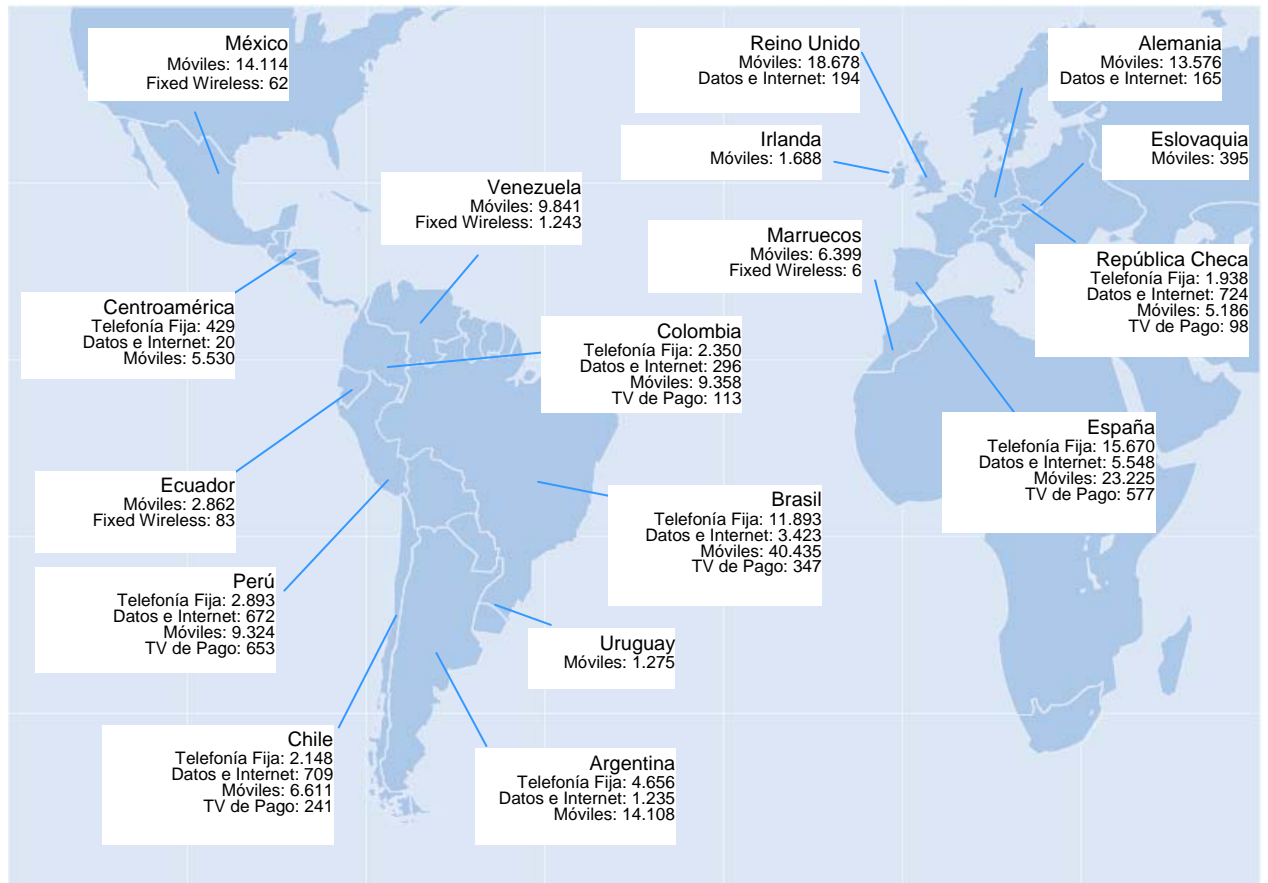 México
Móviles: 14.114
Fixed Wireless: 62
Reino Unido
Móviles: 18.678
Datos e Internet: 194
Alemania
Móviles: 13.576
Datos e Internet: 165
Irlanda
Móviles: 1.688
Eslovaquia
Móviles: 395
Venezuela
Móviles: 9.841
Fixed Wireless: 1.243
Marruecos
Móviles: 6.399
Fixed Wireless: 6
República Checa
Telefonía Fija: 1.938
Datos e Internet: 724
Móviles: 5.186
TV de Pago: 98
Centroamérica
Telefonía Fija: 429
Datos e Internet: 20
Móviles: 5.530
Colombia
Telefonía Fija: 2.350
Datos e Internet: 296
Móviles: 9.358
TV de Pago: 113
España
Telefonía Fija: 15.670
Datos e Internet: 5.548
Móviles: 23.225
TV de Pago: 577
Ecuador
Móviles: 2.862
Fixed Wireless: 83
Brasil
Telefonía Fija: 11.893
Datos e Internet: 3.423
Móviles: 40.435
TV de Pago: 347
Perú
Telefonía Fija: 2.893
Datos e Internet: 672
Móviles: 9.324
TV de Pago: 653
Uruguay
Móviles: 1.275
Chile
Telefonía Fija: 2.148
Datos e Internet: 709
Móviles: 6.611
TV de Pago: 241
Argentina
Telefonía Fija: 4.656
Datos e Internet: 1.235
Móviles: 14.108